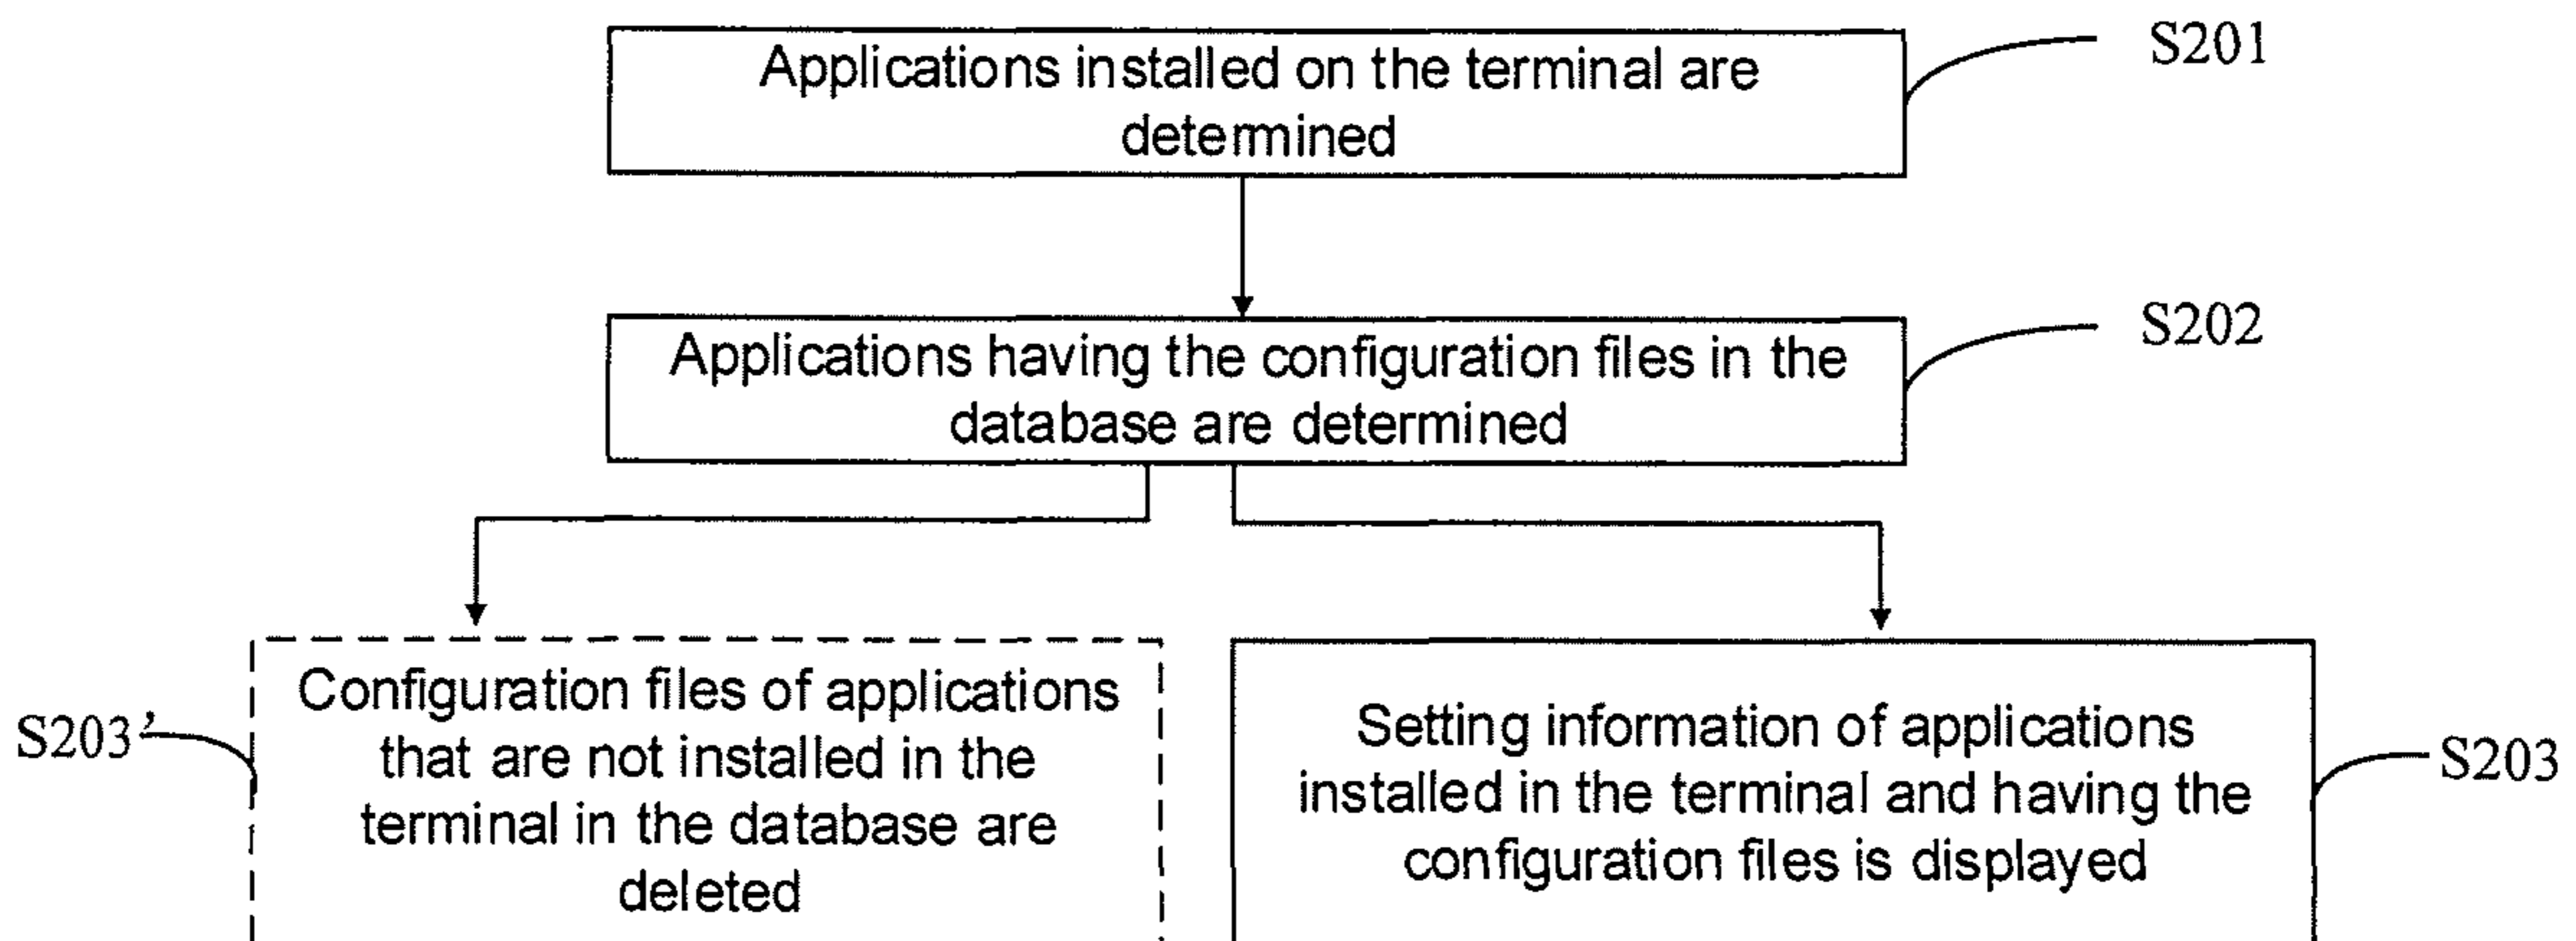 Applications installed on the terminal are
determined
S201
Applications having the configuration files in the
database are determined
S202
S203’
Configuration files of applications
that are not installed in the
terminal in the database are
deleted
Setting information of applications
installed in the terminal and having the
configuration files is displayed
S203